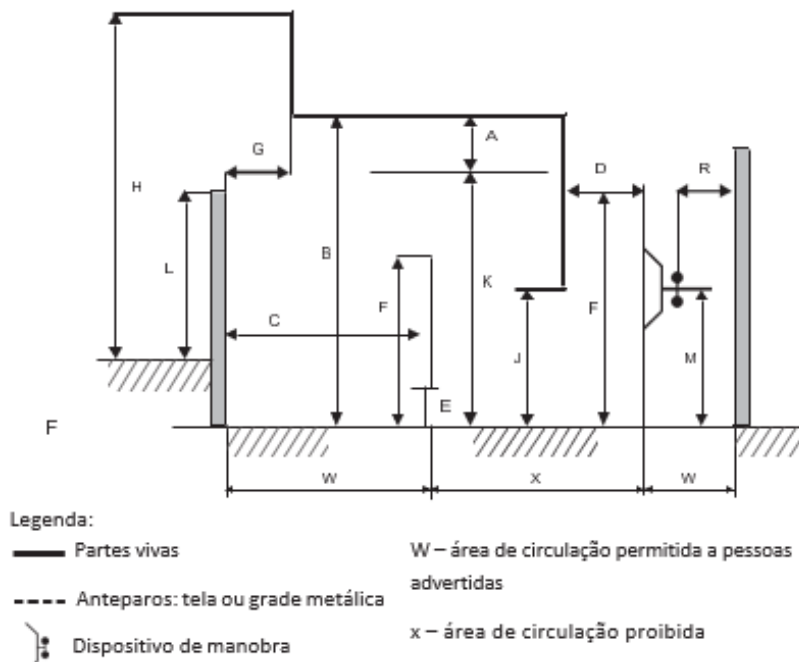 A
G
D
R
H
B
L
K
F
F
C
J
M
E
F
W
X
W
Legenda:
Partes vivas
Anteparos: tela ou grade metálica
Dispositivo de manobra
W – área de circulação permitida a pessoas
advertidas
x – área de circulação proibida